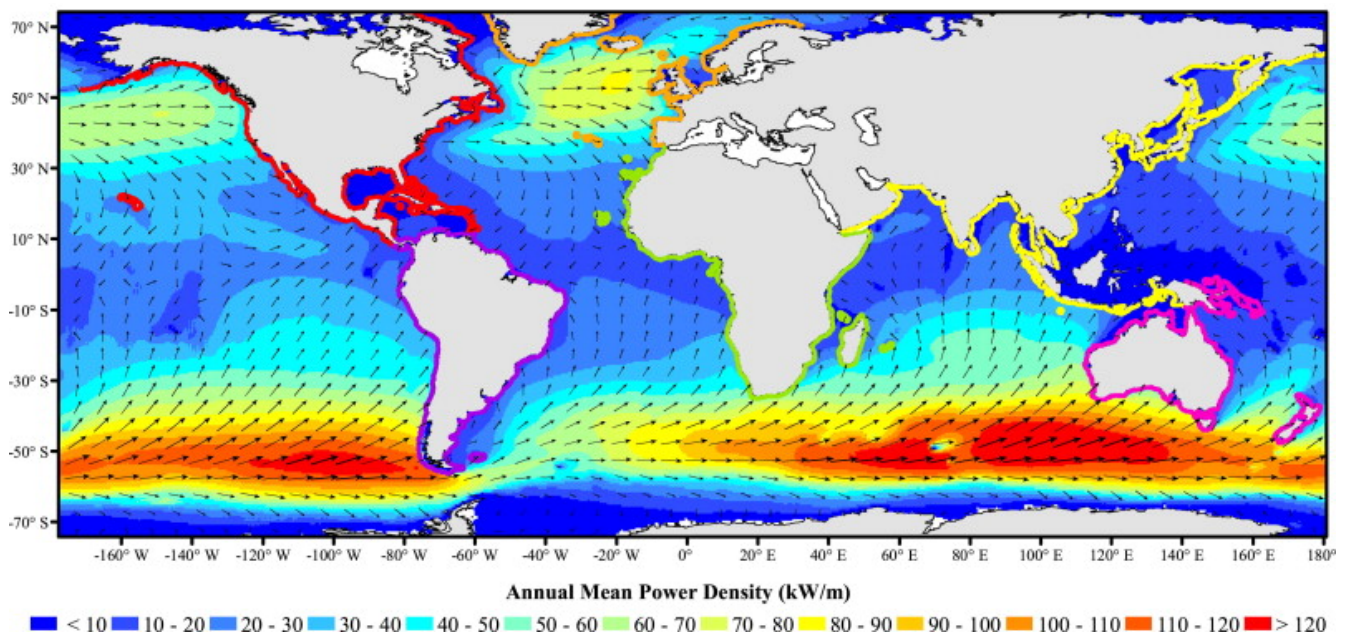 70° N
50° N
30° N
10° N
-10° S
-30° S
-50° S
-70° S
-160° W -140° W -120° W -100° W -80° W -60° W -40° W -20° W 0° 20° E 40° E 60° E 80° E 100° E 120° E 140° E 160° E 180°
Annual Mean Power Density (kW/m)
< 10 10 - 20 20 - 30 30 - 40 40 - 50 50 - 60 60 - 70 70 - 80 80 - 90 90 - 100 100 - 110 110 - 120 > 120